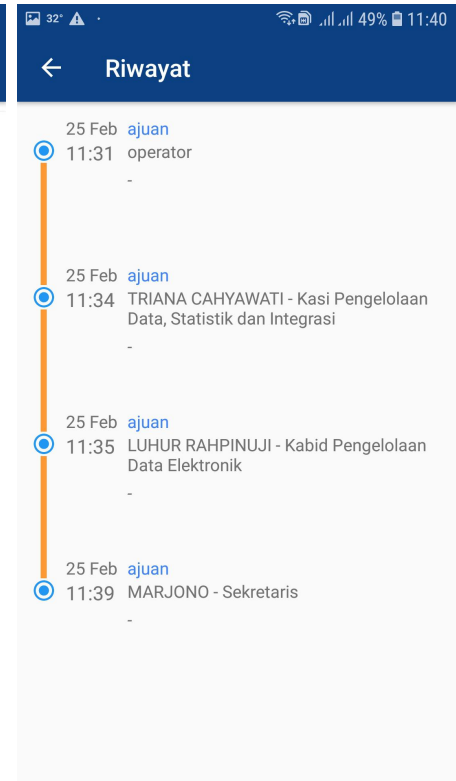 32° 49% 11:40
Riwayat
25 Feb ajuan
11:31 operator
-
25 Feb ajuan
11:34 TRIANA CAHYAWATI - Kasi Pengelolaan
Data, Statistik dan Integrasi
-
25 Feb ajuan
11:35 LUHUR RAHPINUJI - Kabid Pengelolaan
Data Elektronik
-
25 Feb ajuan
11:39 MARJONO - Sekretaris
-